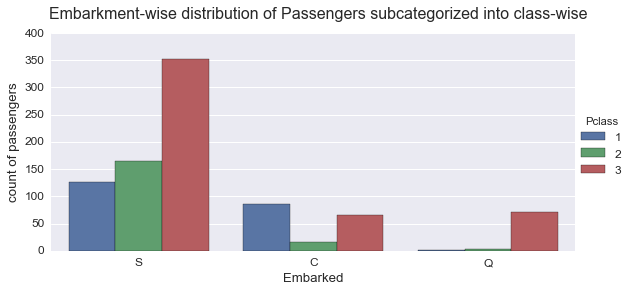 Embarkment-wise distribution of Passengers subcategorized into class-wise
400
350
300
250
200
150
100
50
0
count of passengers
S
C
Q
Embarked
Pclass
1
2
3